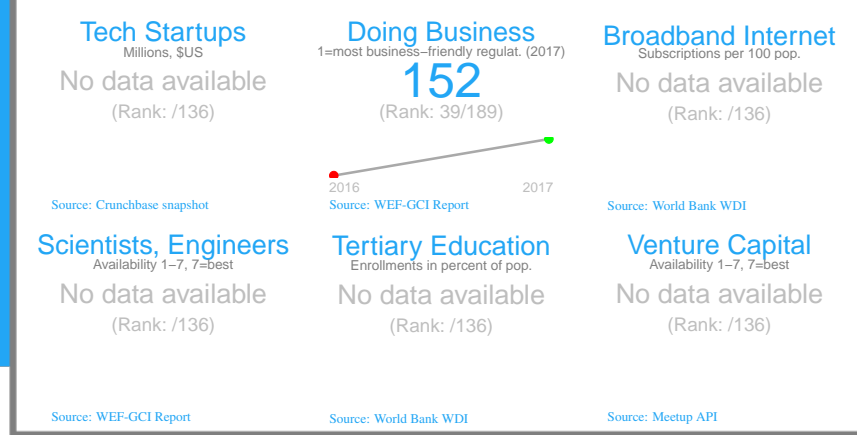 Tech Startups
Millions, $US
No data available
(Rank: /136)
Source: Crunchbase snapshot
Doing Business
1=most business−friendly regulat. (2017)
152
(Rank: 39/189)
2016 2017
Source: WEF-GCI Report
Broadband Internet
Subscriptions per 100 pop.
No data available
(Rank: /136)
Source: World Bank WDI
Scientists, Engineers
Availability 1−7, 7=best
No data available
(Rank: /136)
Source: WEF-GCI Report
Tertiary Education
Enrollments in percent of pop.
No data available
(Rank: /136)
Source: World Bank WDI
Venture Capital
Availability 1−7, 7=best
No data available
(Rank: /136)
Source: Meetup API